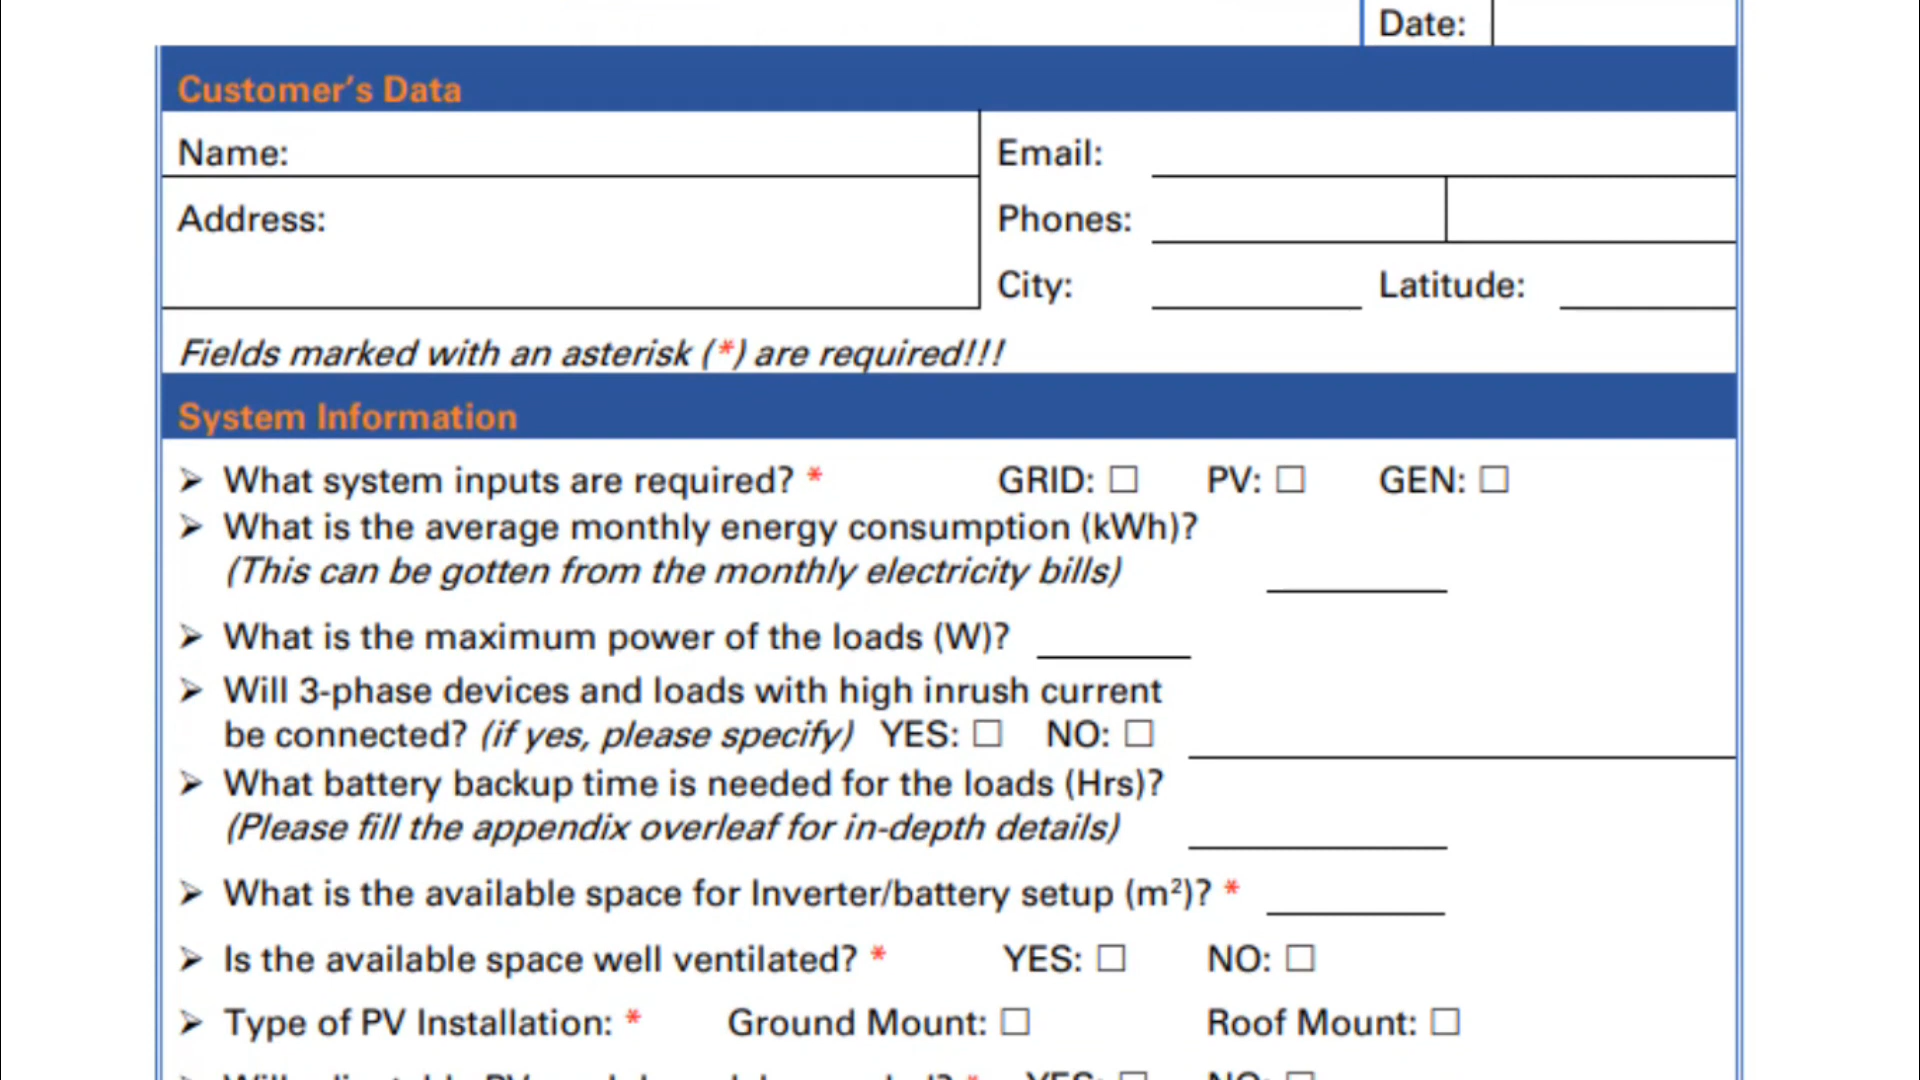 Date:
Customer's Data
Name:
Email:
Address:
Phones:
City: Latitude:
Fields marked with an asterisk (*) are required!!!
System Information
➢ What system inputs are required? * GRID: ☐ PV: ☐ GEN: ☐
➢ What is the average monthly energy consumption (kWh)?
(This can be gotten from the monthly electricity bills)
➢ What is the maximum power of the loads (W)?
➢ Will 3-phase devices and loads with high inrush current
be connected? (if yes, please specify) YES: ☐ NO: ☐
➢ What battery backup time is needed for the loads (Hrs)?
(Please fill the appendix overleaf for in-depth details)
➢ What is the available space for Inverter/battery setup (m²)? *
➢ Is the available space well ventilated? * YES: ☐ NO: ☐
➢ Type of PV Installation: * Ground Mount: ☐ Roof Mount: ☐
YES: ☐ NO: ☐